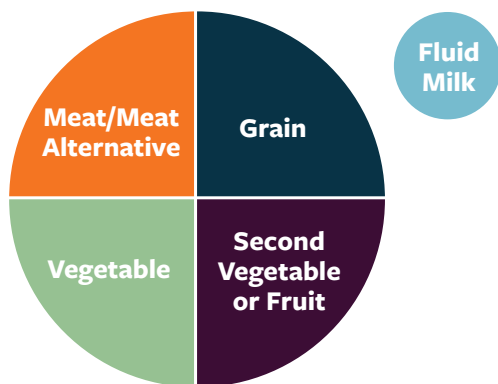 Fluid
Milk
Meat/Meat
Alternative
Grain
Vegetable
Second
Vegetable
or Fruit